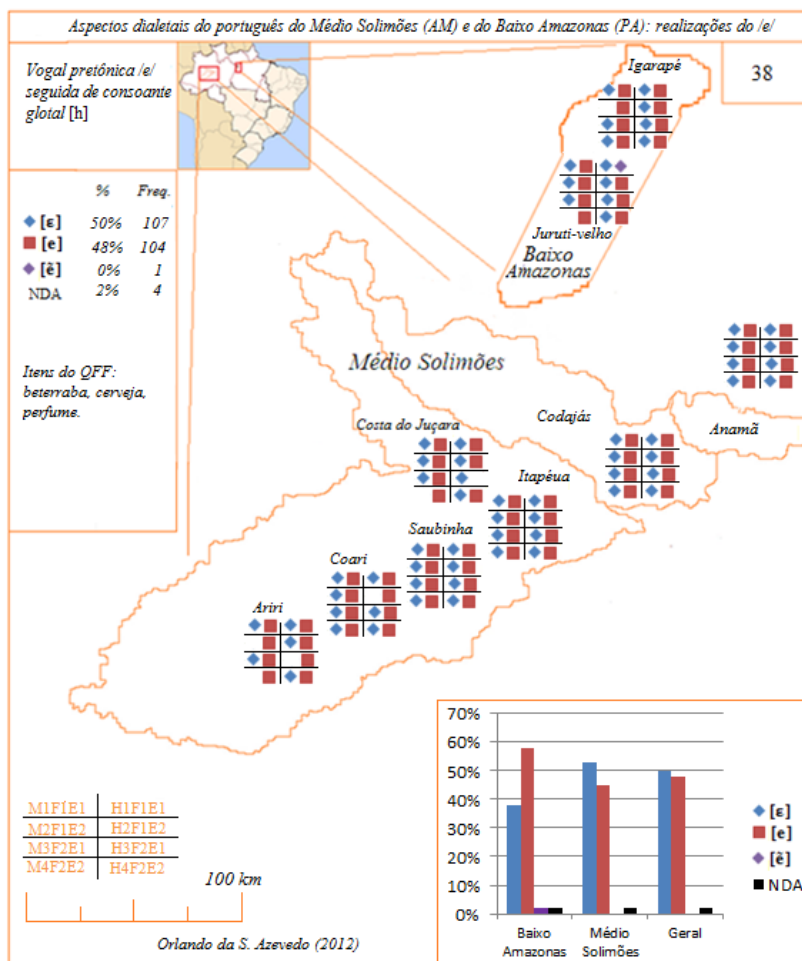 Aspectos dialetais do português do Médio Solimões (AM) e do Baixo Amazonas (PA): realizações do /e/
Vogal pretônica /e/
seguida de consoante
glotal [h]
38
Igarapé
% Freq.
[ɛ] 50% 107
[e] 48% 104
[ẽ] 0% 1
NDA 2% 4
Juruti-velho
Baixo
Amazonas
Itens do QFF:
beterraba, cerveja,
perfume.
Médio Solimões
Costa do Juçara
Codajás
Anamã
Itapéua
Saubinha
Coari
Ariri
M1FÍE1 H1F1E1
M2F1E2 H2F1E2
M3F2E1 H3F2E1
M4F2E2 H4F2E2
100 km
Orlando da S. Azevedo (2012)
70%
60%
50%
40%
30%
20%
10%
0%
Baixo
Amazonas
Médio
Solimões
Geral
[ɛ]
[e]
[ẽ]
NDA